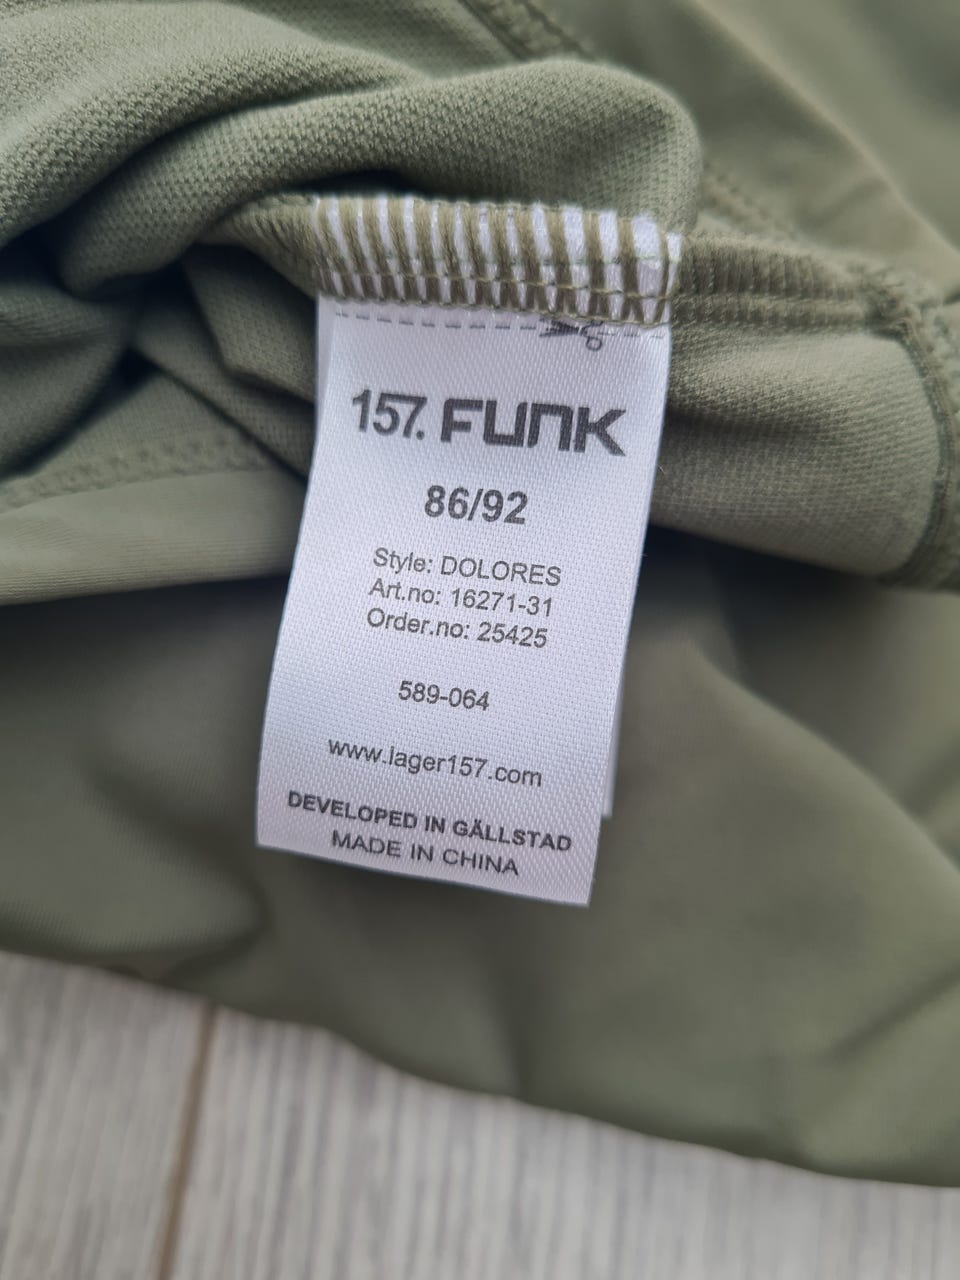 157. FUNK
86/92
Style: DOLORES
Art.no: 16271-31
Order.no: 25425
589-064
www.lager157.com
DEVELOPED IN GÄLLSTAD
MADE IN CHINA